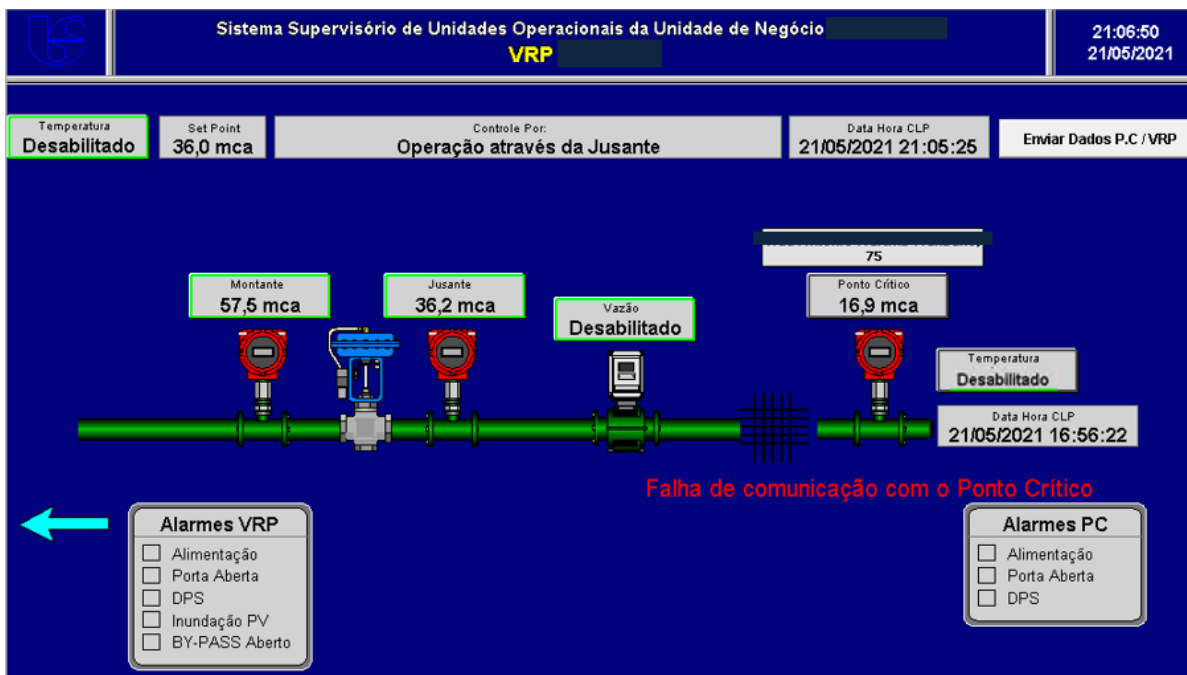 Sistema Supervisório de Unidades Operacionais da Unidade de Negócio
VRP
21:06:50
21/05/2021
Temperatura
Desabilitado
Set Point
36,0 mca
Controle Por:
Operação através da Jusante
Data Hora CLP
21/05/2021 21:05:25
Enviar Dados P.C / VRP
75
Montante
57,5 mca
Jusante
36,2 mca
Vazão
Desabilitado
Ponto Crítico
16,9 mca
Temperatura
Desabilitado
Data Hora CLP
21/05/2021 16:56:22
Falha de comunicação com o Ponto Crítico
Alarmes VRP
Alimentação
Porta Aberta
DPS
Inundação PV
BY-PASS Aberto
Alarmes PC
Alimentação
Porta Aberta
DPS